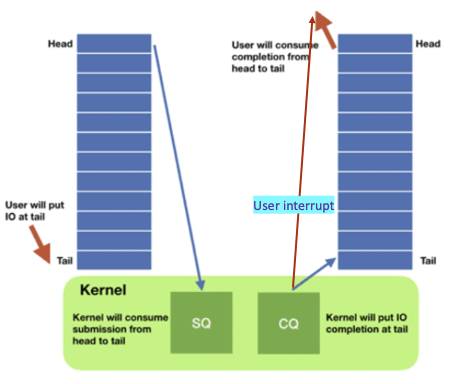 Head
User will consume
completion from
head to tail
Head
User interrupt
User will put
IO at tail
Tail
Tail
Kernel
Kernel will consume
submission from
head to tail
SQ
CQ
Kernel will put IO
completion at tail